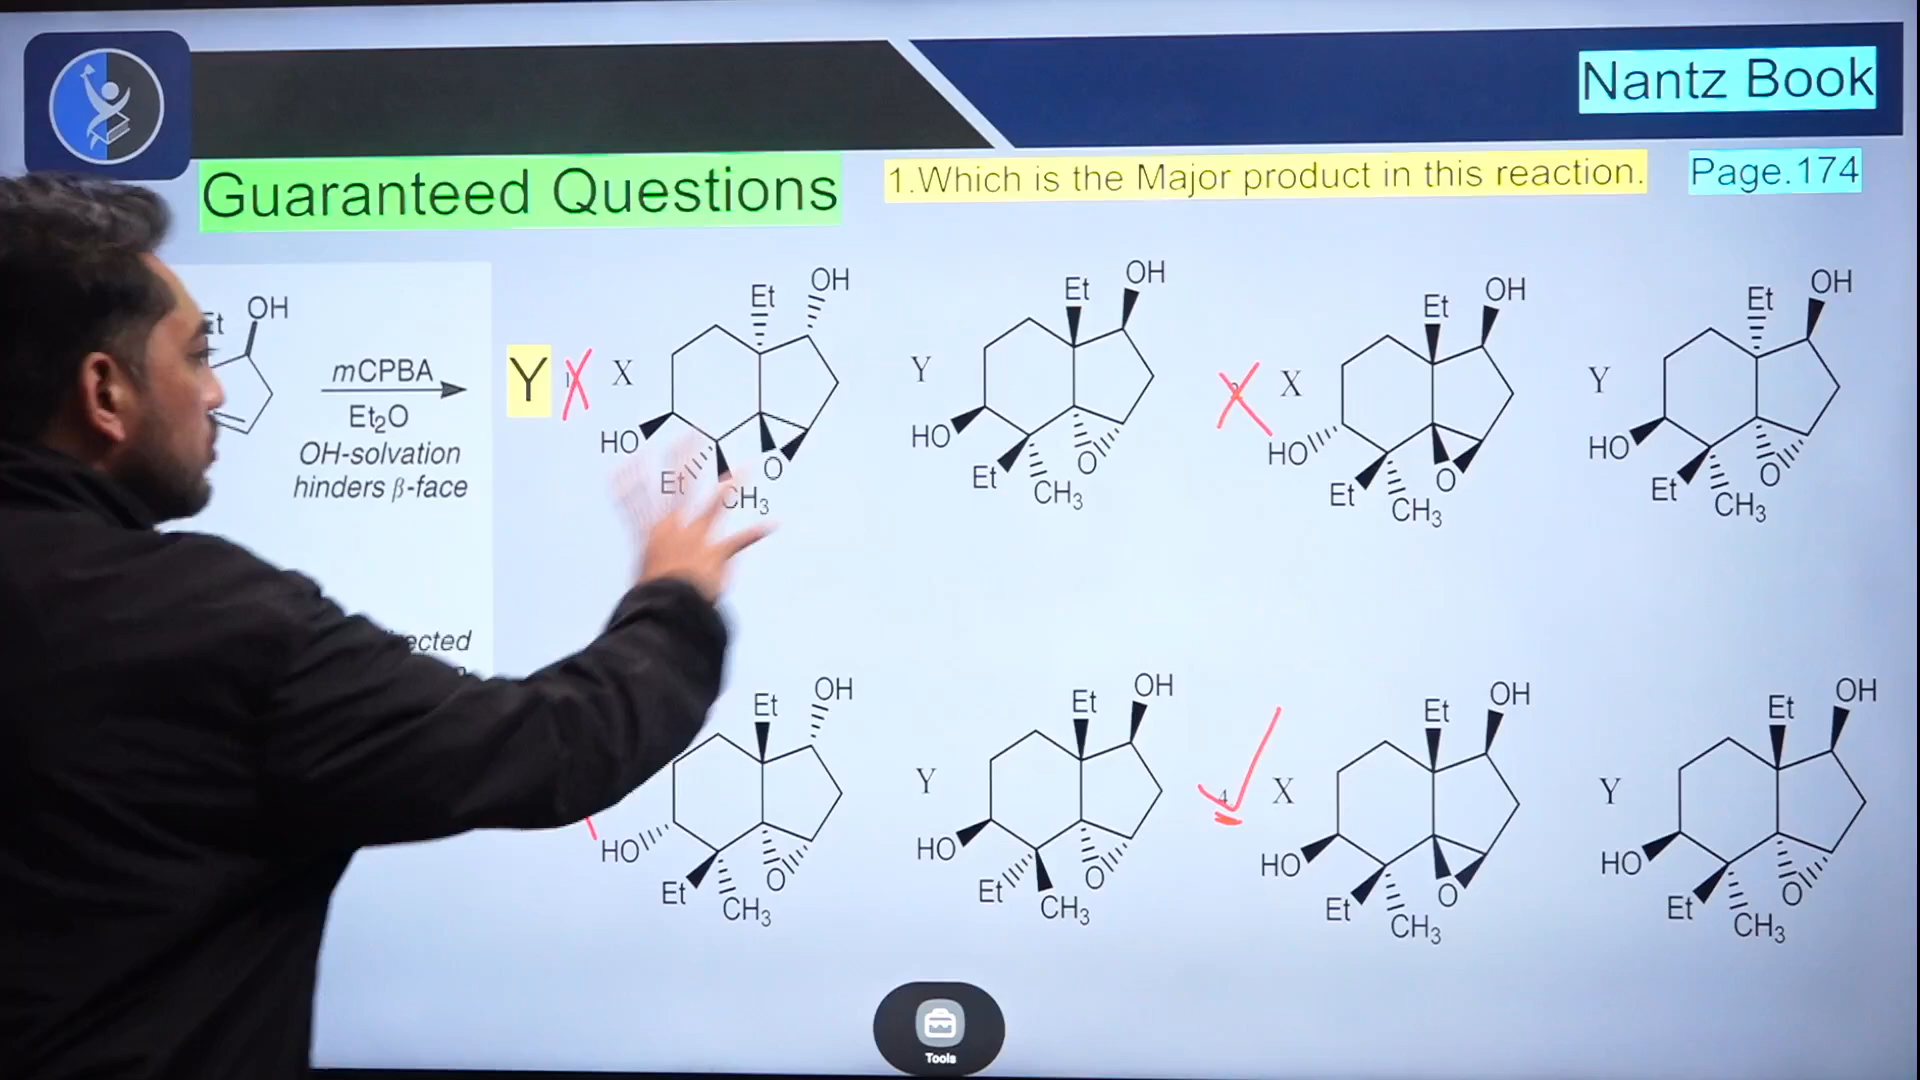 Nantz Book
Guaranteed Questions
1.Which is the Major product in this reaction.
Page.174
OH
mCPBA
Et₂O
OH-solvation
hinders β-face
Y
X
Et
OH
HO
Et
CH₃
O
Y
Et
OH
HO
Et
CH₃
O
X
Et
OH
HO
Et
CH₃
O
Y
Et
OH
HO
Et
CH₃
O
Et
OH
HO
Et
CH₃
O
Y
Et
OH
HO
Et
CH₃
O
4
X
Et
OH
HO
Et
CH₃
O
Y
Et
OH
HO
Et
CH₃
O
Tools